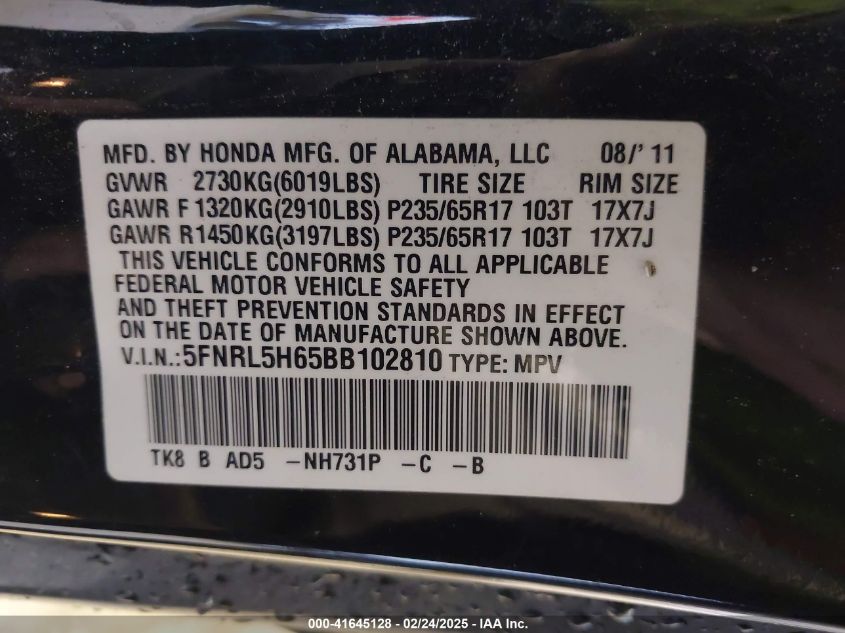 MFD. BY HONDA MFG. OF ALABAMA, LLC 08/' 11
GVWR 2730KG(6019LBS) TIRE SIZE RIM SIZE
GAWR F 1320KG(2910LBS) P235/65R17 103T 17X7J
GAWR R1450KG(3197LBS) P235/65R17 103T 17X7J
THIS VEHICLE CONFORMS TO ALL APPLICABLE
FEDERAL MOTOR VEHICLE SAFETY
AND THEFT PREVENTION STANDARDS IN EFFECT
ON THE DATE OF MANUFACTURE SHOWN ABOVE.
V.I.N.:5FNRL5H65BB102810 TYPE: MPV
TK8 B AD5 -NH731P -C -B
000-41645128 - 02/24/2025 - IAA Inc.